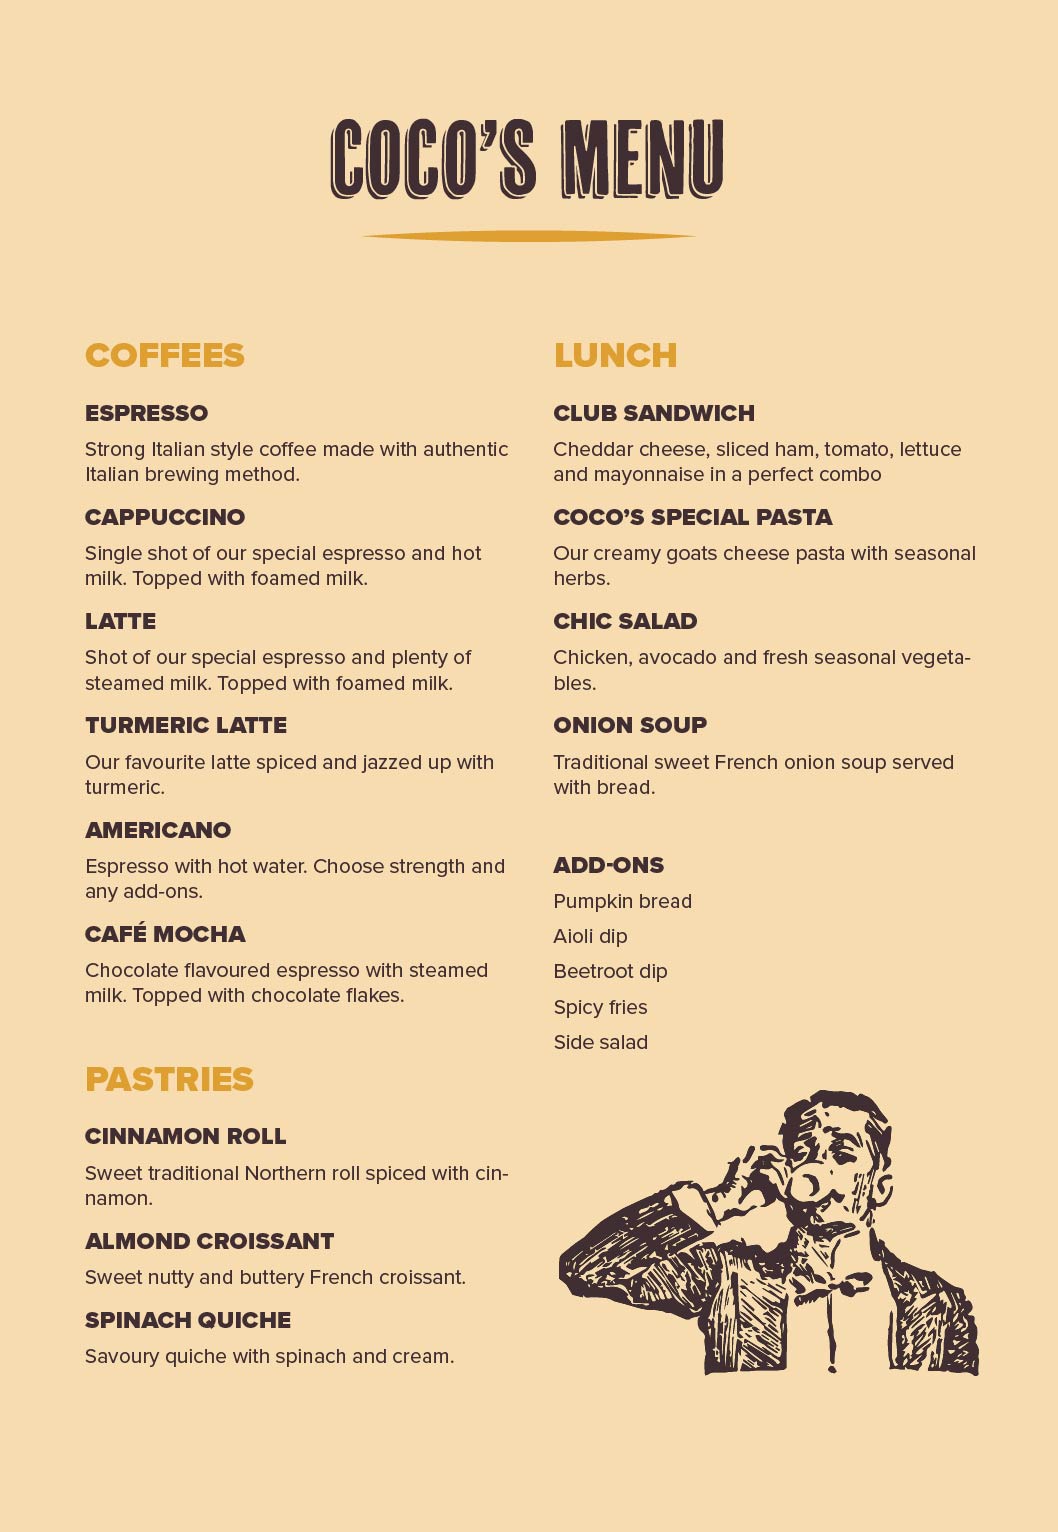 COCO'S MENU
COFFEES
ESPRESSO
Strong Italian style coffee made with authentic
Italian brewing method.
CAPPUCCINO
Single shot of our special espresso and hot
milk. Topped with foamed milk.
LATTE
Shot of our special espresso and plenty of
steamed milk. Topped with foamed milk.
TURMERIC LATTE
Our favourite latte spiced and jazzed up with
turmeric.
AMERICANO
Espresso with hot water. Choose strength and
any add-ons.
CAFÉ MOCHA
Chocolate flavoured espresso with steamed
milk. Topped with chocolate flakes.
PASTRIES
CINNAMON ROLL
Sweet traditional Northern roll spiced with cin-
namon.
ALMOND CROISSANT
Sweet nutty and buttery French croissant.
SPINACH QUICHE
Savoury quiche with spinach and cream.
LUNCH
CLUB SANDWICH
Cheddar cheese, sliced ham, tomato, lettuce
and mayonnaise in a perfect combo
COCO'S SPECIAL PASTA
Our creamy goats cheese pasta with seasonal
herbs.
CHIC SALAD
Chicken, avocado and fresh seasonal vegeta-
bles.
ONION SOUP
Traditional sweet French onion soup served
with bread.
ADD-ONS
Pumpkin bread
Aioli dip
Beetroot dip
Spicy fries
Side salad